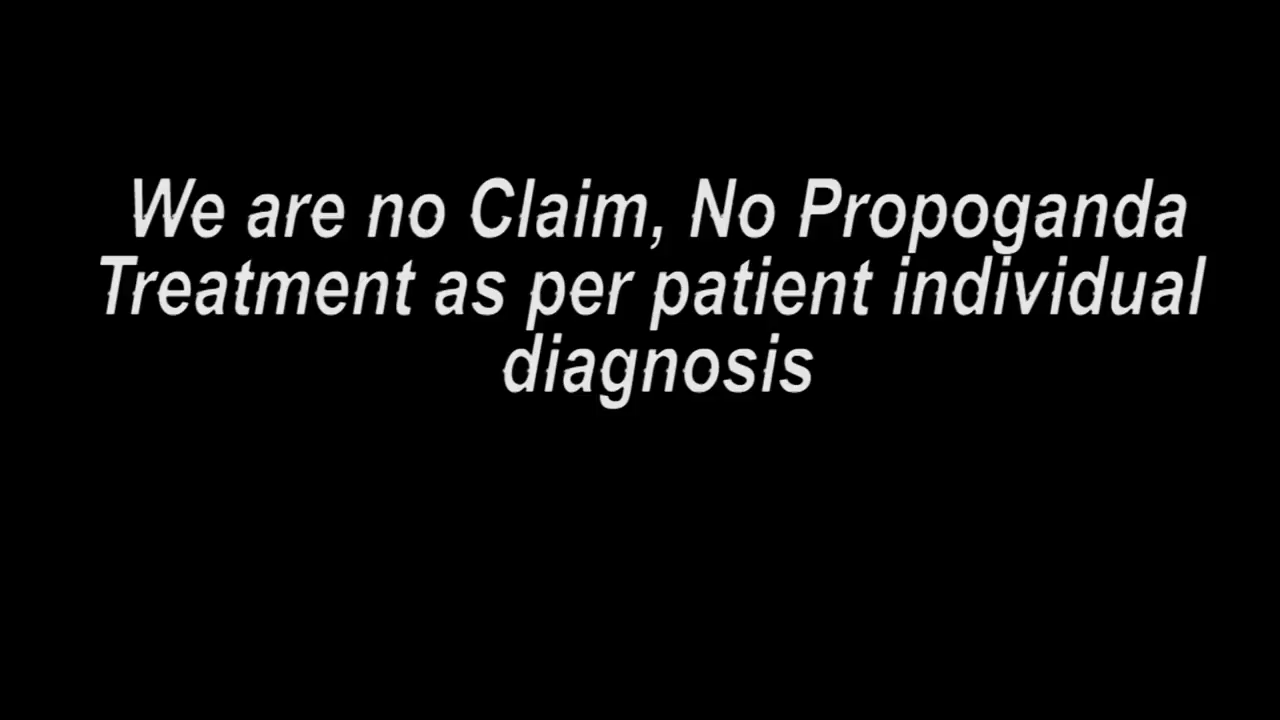 We are no Claim, No Propoganda
Treatment as per patient individual
diagnosis